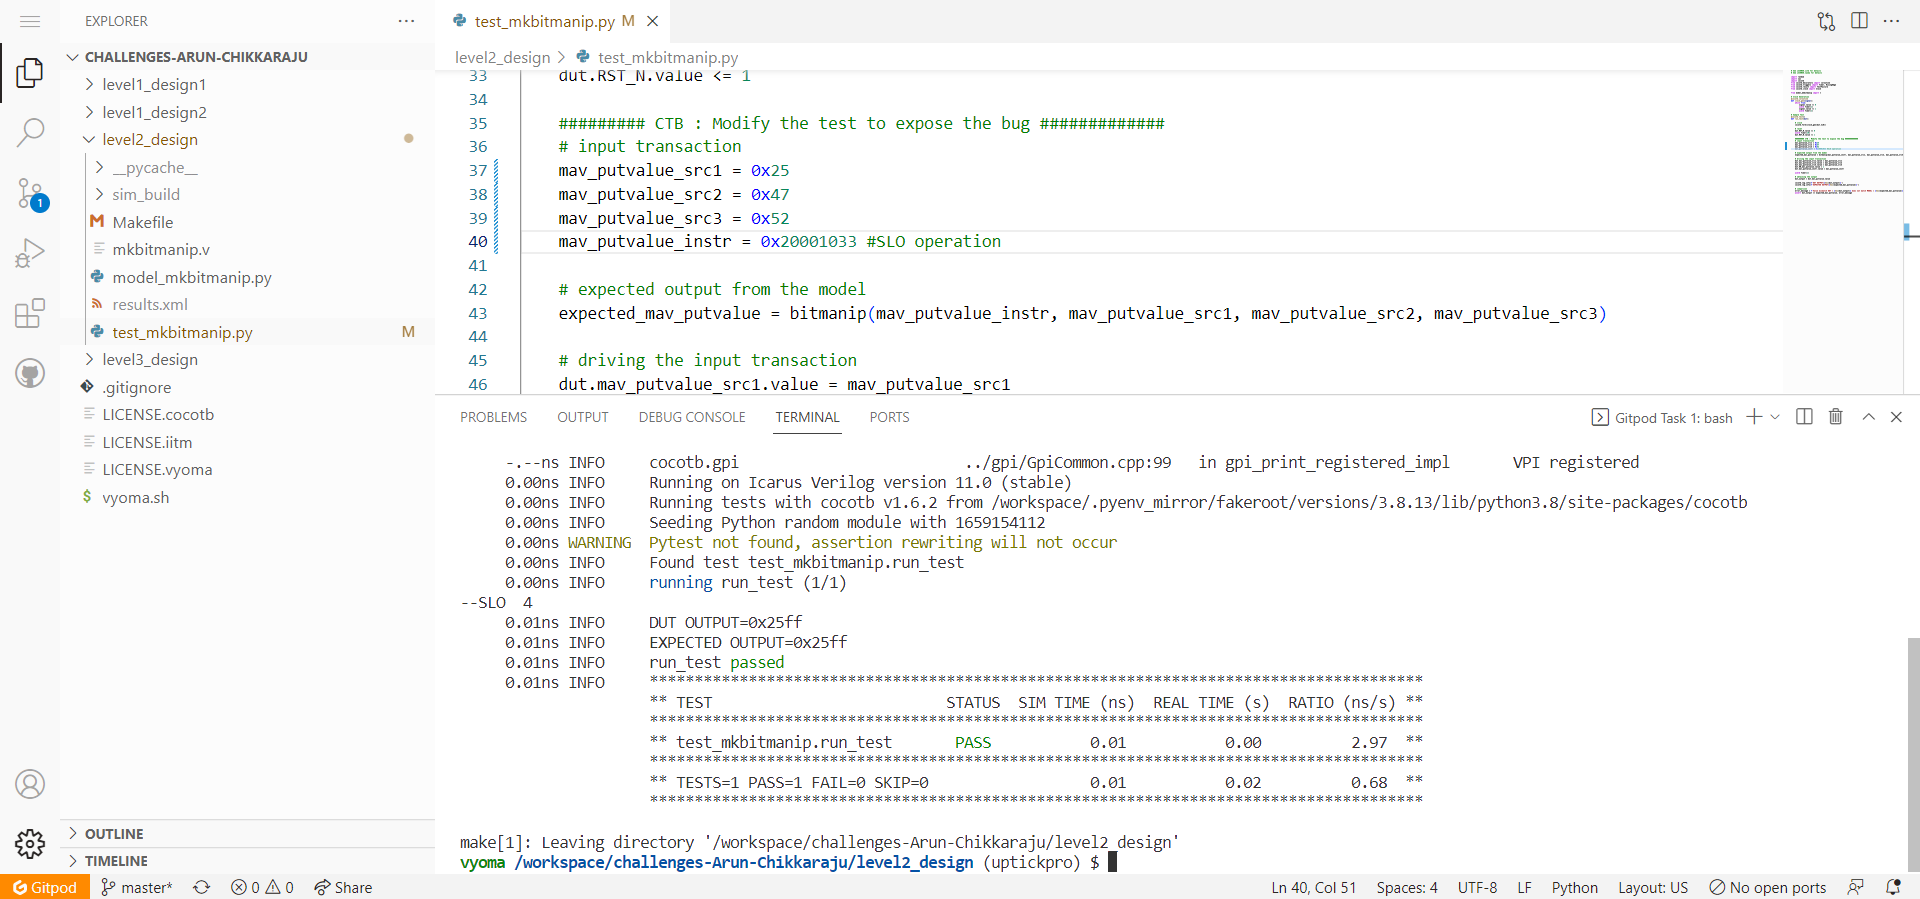 EXPLORER
CHALLENGES-ARUN-CHIKKARAJU
level1_design1
level1_design2
level2_design
__pycache__
sim_build
Makefile
mkbitmanip.v
model_mkbitmanip.py
results.xml
test_mkbitmanip.py M
level3_design
.gitignore
LICENSE.cocotb
LICENSE.iitm
LICENSE.vyoma
vyoma.sh
OUTLINE
TIMELINE
1
test_mkbitmanip.py M
level2_design > test_mkbitmanip.py
33 dut.RST_N.value <= 1
34
35 ######### CTB : Modify the test to expose the bug #############
36 # input transaction
37 mav_putvalue_src1 = 0x25
38 mav_putvalue_src2 = 0x47
39 mav_putvalue_src3 = 0x52
40 mav_putvalue_instr = 0x20001033 #SLO operation
41
42 # expected output from the model
43 expected_mav_putvalue = bitmanip(mav_putvalue_instr, mav_putvalue_src1, mav_putvalue_src2, mav_putvalue_src3)
44
45 # driving the input transaction
46 dut.mav_putvalue_src1.value = mav_putvalue_src1
PROBLEMS OUTPUT DEBUG CONSOLE TERMINAL PORTS Gitpod Task 1: bash
-.--ns INFO cocotb.gpi ../gpi/GpiCommon.cpp:99 in gpi_print_registered_impl VPI registered
0.00ns INFO Running on Icarus Verilog version 11.0 (stable)
0.00ns INFO Running tests with cocotb v1.6.2 from /workspace/.pyenv_mirror/fakeroot/versions/3.8.13/lib/python3.8/site-packages/cocotb
0.00ns INFO Seeding Python random module with 1659154112
0.00ns WARNING Pytest not found, assertion rewriting will not occur
0.00ns INFO Found test test_mkbitmanip.run_test
0.00ns INFO running run_test (1/1)
--SLO 4
0.01ns INFO DUT OUTPUT=0x25ff
0.01ns INFO EXPECTED OUTPUT=0x25ff
0.01ns INFO run_test passed
0.01ns INFO **************************************************************************************
** TEST STATUS SIM TIME (ns) REAL TIME (s) RATIO (ns/s) **
**************************************************************************************
** test_mkbitmanip.run_test PASS 0.01 0.00 2.97 **
**************************************************************************************
** TESTS=1 PASS=1 FAIL=0 SKIP=0 0.01 0.02 0.68 **
**************************************************************************************
make[1]: Leaving directory '/workspace/challenges-Arun-Chikkaraju/level2_design'
vyoma /workspace/challenges-Arun-Chikkaraju/level2_design (uptickpro) $
Gitpod master* 0 0 Share Ln 40, Col 51 Spaces: 4 UTF-8 LF Python Layout: US No open ports